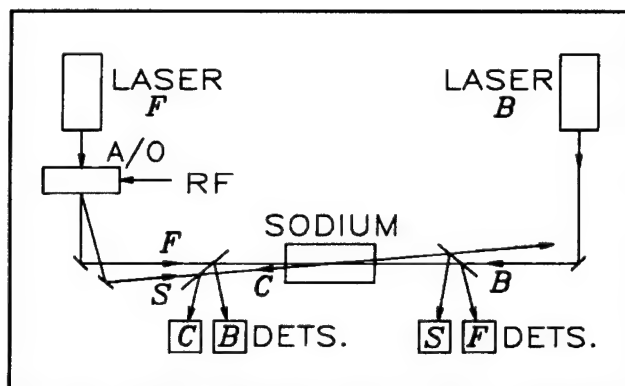 LASER
F
LASER
B
A/O
RF
SODIUM
F
S
C
B
C B DETS.
S F DETS.